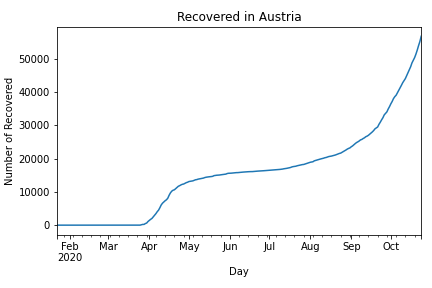 Recovered in Austria
Number of Recovered
50000
40000
30000
20000
10000
0
Feb Mar Apr May Jun Jul Aug Sep Oct
2020
Day